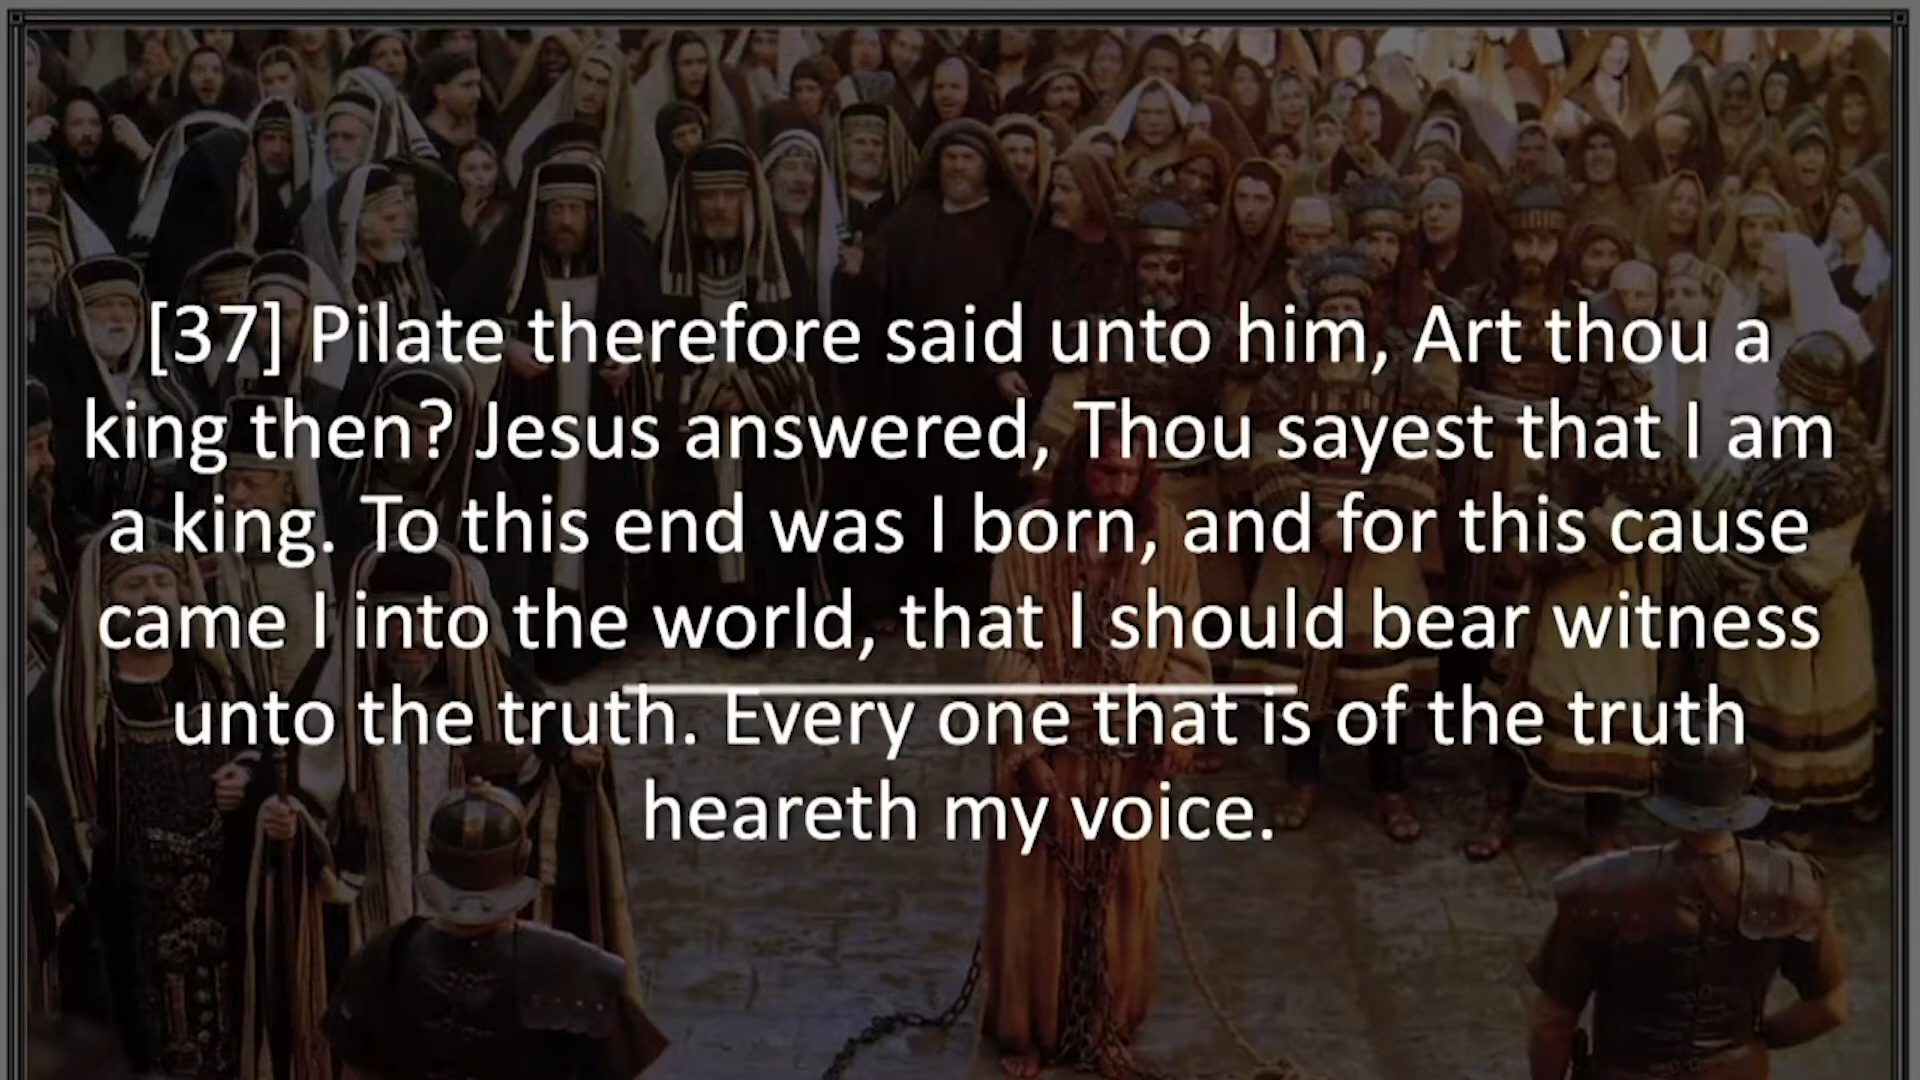 [37] Pilate therefore said unto him, Art thou a
king then? Jesus answered, Thou sayest that I am
a king. To this end was I born, and for this cause
came I into the world, that I should bear witness
unto the truth. Every one that is of the truth
heareth my voice.